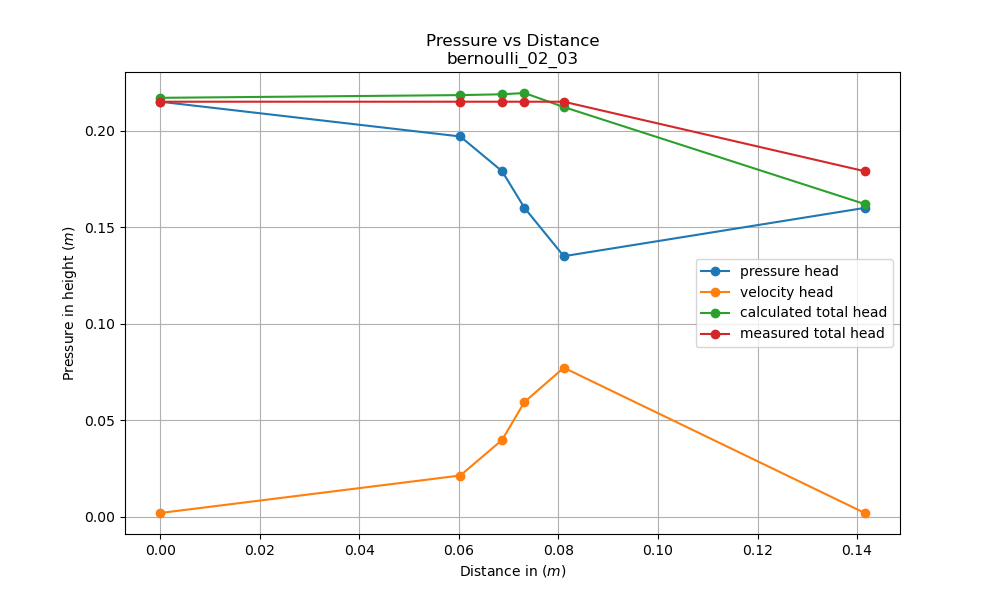 Pressure vs Distance
bernoulli_02_03
Pressure in height (m)
0.20
0.15
0.10
0.05
0.00
pressure head
velocity head
calculated total head
measured total head
0.00 0.02 0.04 0.06 0.08 0.10 0.12 0.14
Distance in (m)